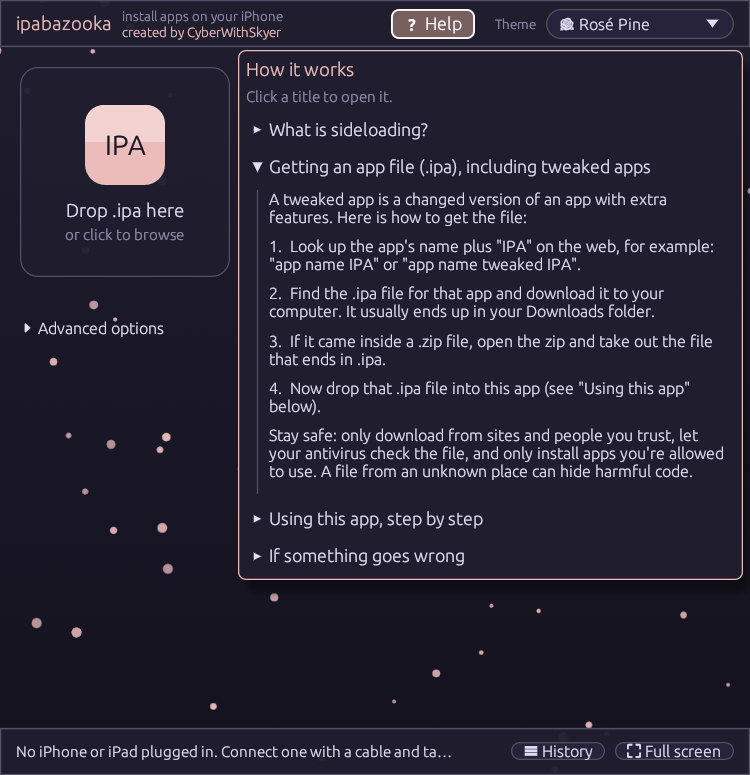 ipabazooka
install apps on your iPhone
created by CyberWithSkyer
? Help
Theme
Rosé Pine
IPA
Drop .ipa here
or click to browse
Advanced options
How it works
Click a title to open it.
What is sideloading?
Getting an app file (.ipa), including tweaked apps
A tweaked app is a changed version of an app with extra
features. Here is how to get the file:
1. Look up the app's name plus "IPA" on the web, for example:
"app name IPA" or "app name tweaked IPA".
2. Find the .ipa file for that app and download it to your
computer. It usually ends up in your Downloads folder.
3. If it came inside a .zip file, open the zip and take out the file
that ends in .ipa.
4. Now drop that .ipa file into this app (see "Using this app"
below).
Stay safe: only download from sites and people you trust, let
your antivirus check the file, and only install apps you're allowed
to use. A file from an unknown place can hide harmful code.
Using this app, step by step
If something goes wrong
No iPhone or iPad plugged in. Connect one with a cable and ta…
History
Full screen